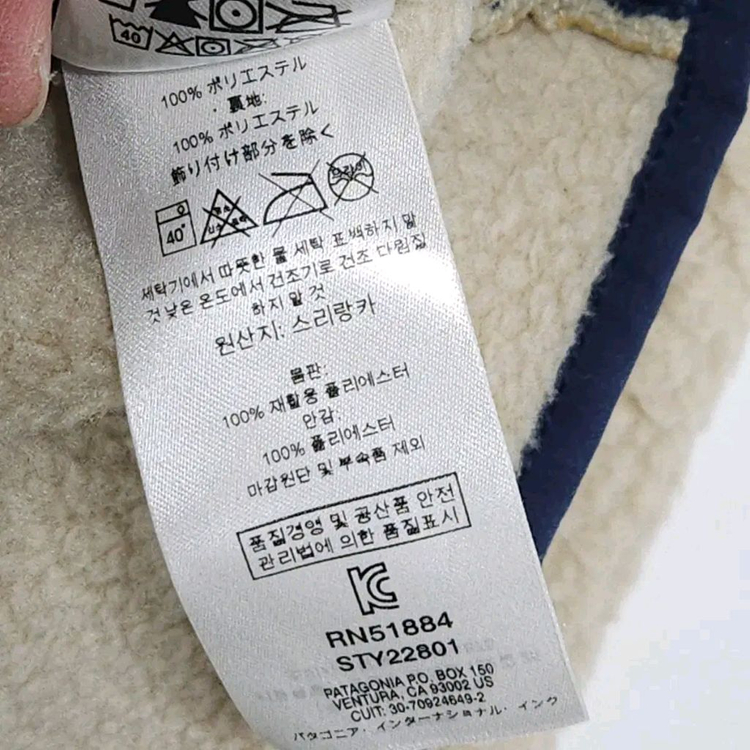 40
100% ポリエステル
・裏地:
100% ポリエステル
飾り付け部分を除く
40°
세탁기에서 따뜻한 물 세탁 표백하지 말
것낮은 온도에서 건조기로 건조 다림질
하지 말 것
원산지: 스리랑카
몸판:
100% 재활용 폴리에스터
안감:
100% 폴리에스터
마감원단 및 부속품 제외
품질경영 및 공산품 안전
관리법에 의한 품질표시
RN51884
STY22801
PATAGONIA P.O. BOX 150
VENTURA, CA 93002 US
CUIT: 30-70924649-2
パタゴニア・インターナショナル・インク